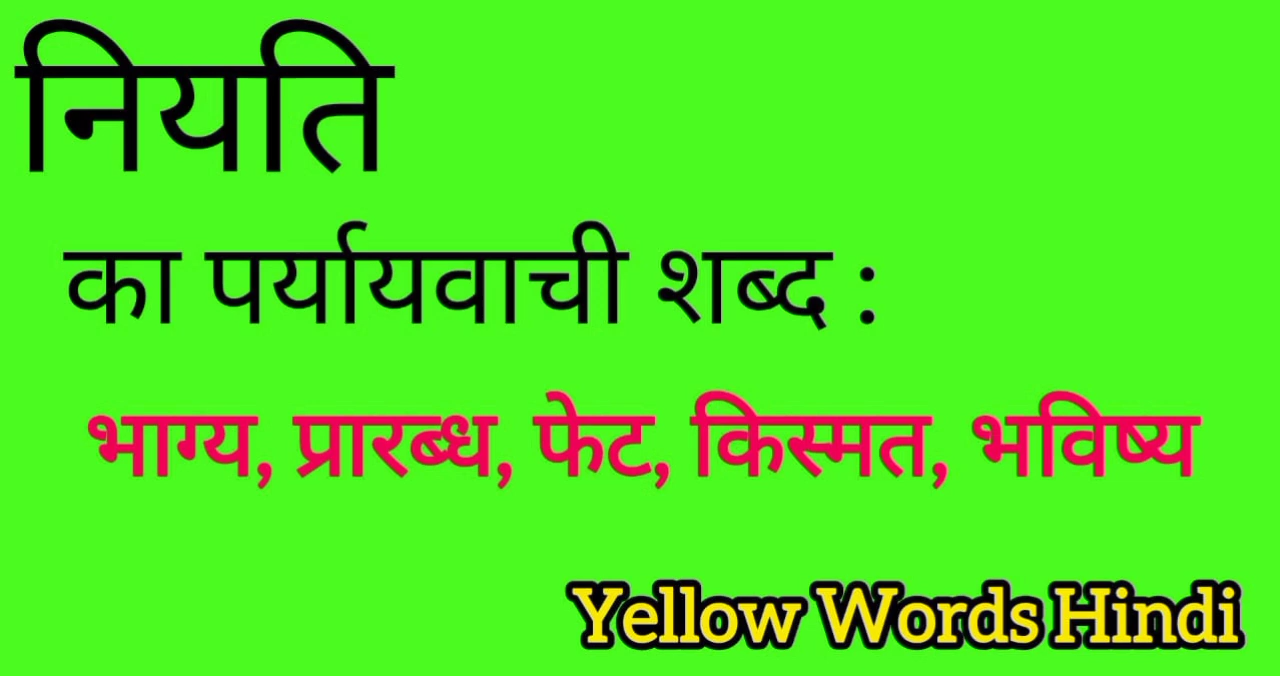 नियति
का पर्यायवाची शब्द :
भाग्य, प्रारब्ध, फेट, किस्मत, भविष्य
Yellow Words Hindi